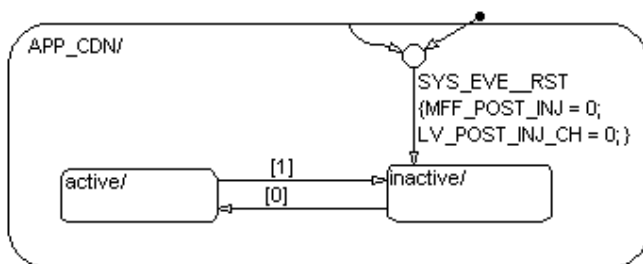 APP_CDN/
SYS_EVE__RST
{MFF_POST_INJ = 0;
LV_POST_INJ_CH = 0; }
active/
[1]
inactive/
[0]